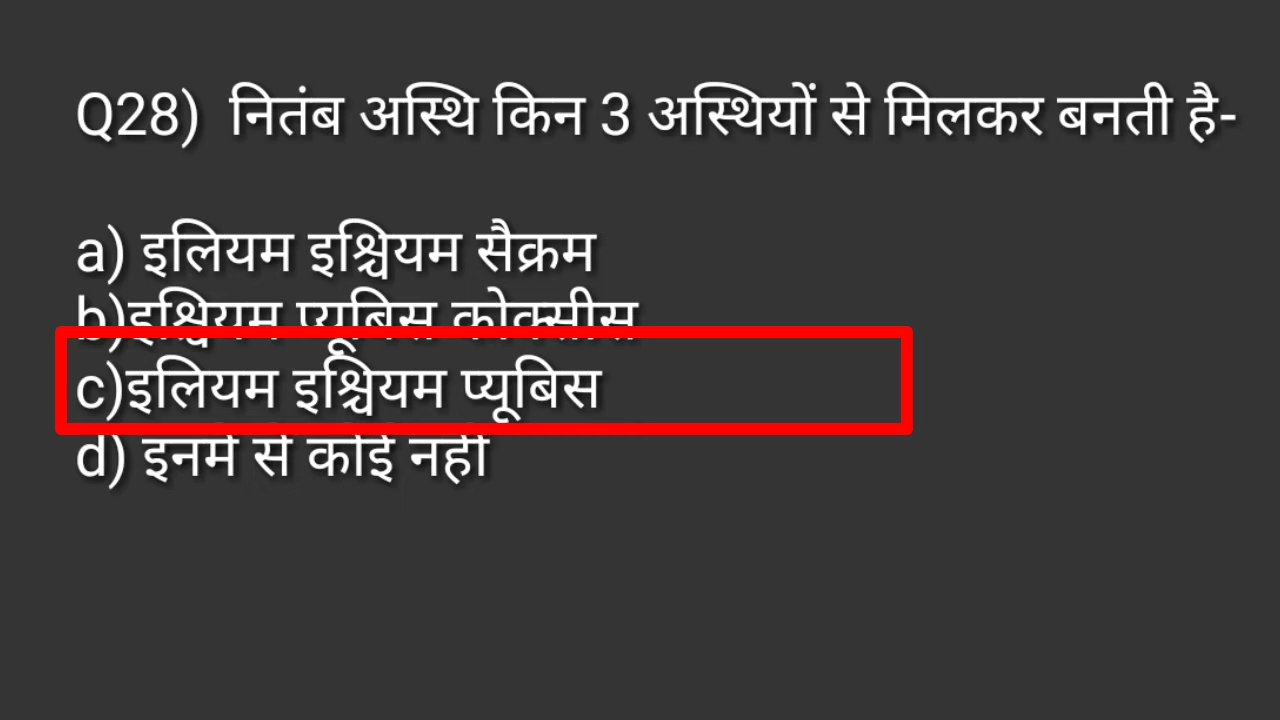 Q28) नितंब अस्थि किन 3 अस्थियों से मिलकर बनती है-
a) इलियम इश्चियम सैक्रम
b)इश्चियम प्यूबिस कोक्सीस
c)इलियम इश्चियम प्यूबिस
d) इनमें से कोई नहीं